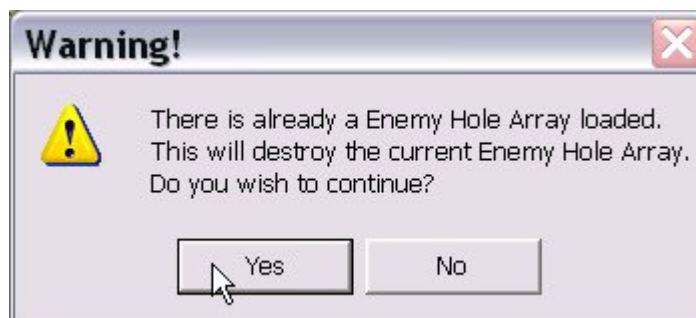 Warning!
There is already a Enemy Hole Array loaded.
This will destroy the current Enemy Hole Array.
Do you wish to continue?
Yes
No